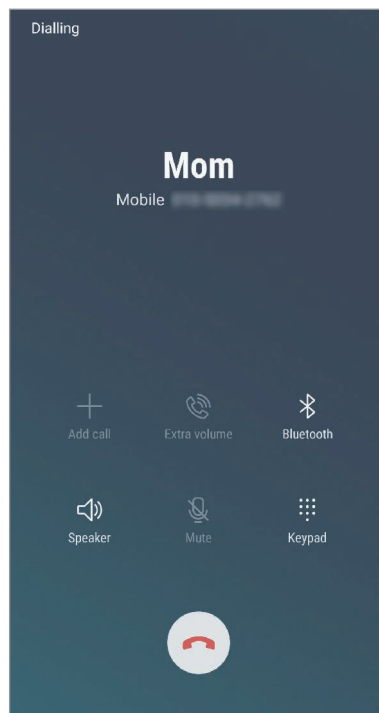 Dialling
Mom
Mobile
Add call
Extra volume
Bluetooth
Speaker
Mute
Keypad